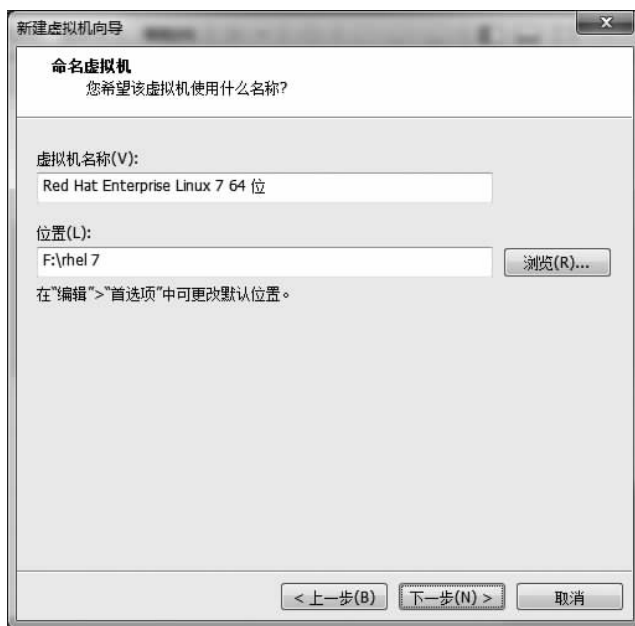 新建虚拟机向导
命名虚拟机
您希望该虚拟机使用什么名称?
虚拟机名称(V):
Red Hat Enterprise Linux 7 64 位
位置(L):
F:\rhel 7
浏览(R)...
在"编辑">"首选项"中可更改默认位置。
< 上一步(B)
下一步(N) >
取消